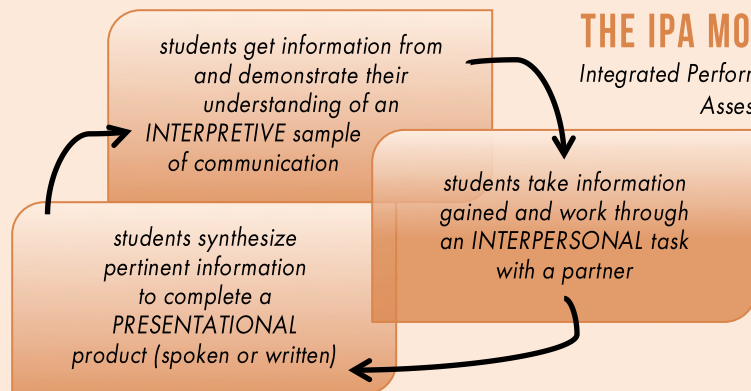 THE IPA MO
Integrated Perfor
Asses
students get information from
and demonstrate their
understanding of an
INTERPRETIVE sample
of communication
students take information
gained and work through
an INTERPERSONAL task
with a partner
students synthesize
pertinent information
to complete a
PRESENTATIONAL
product (spoken or written)